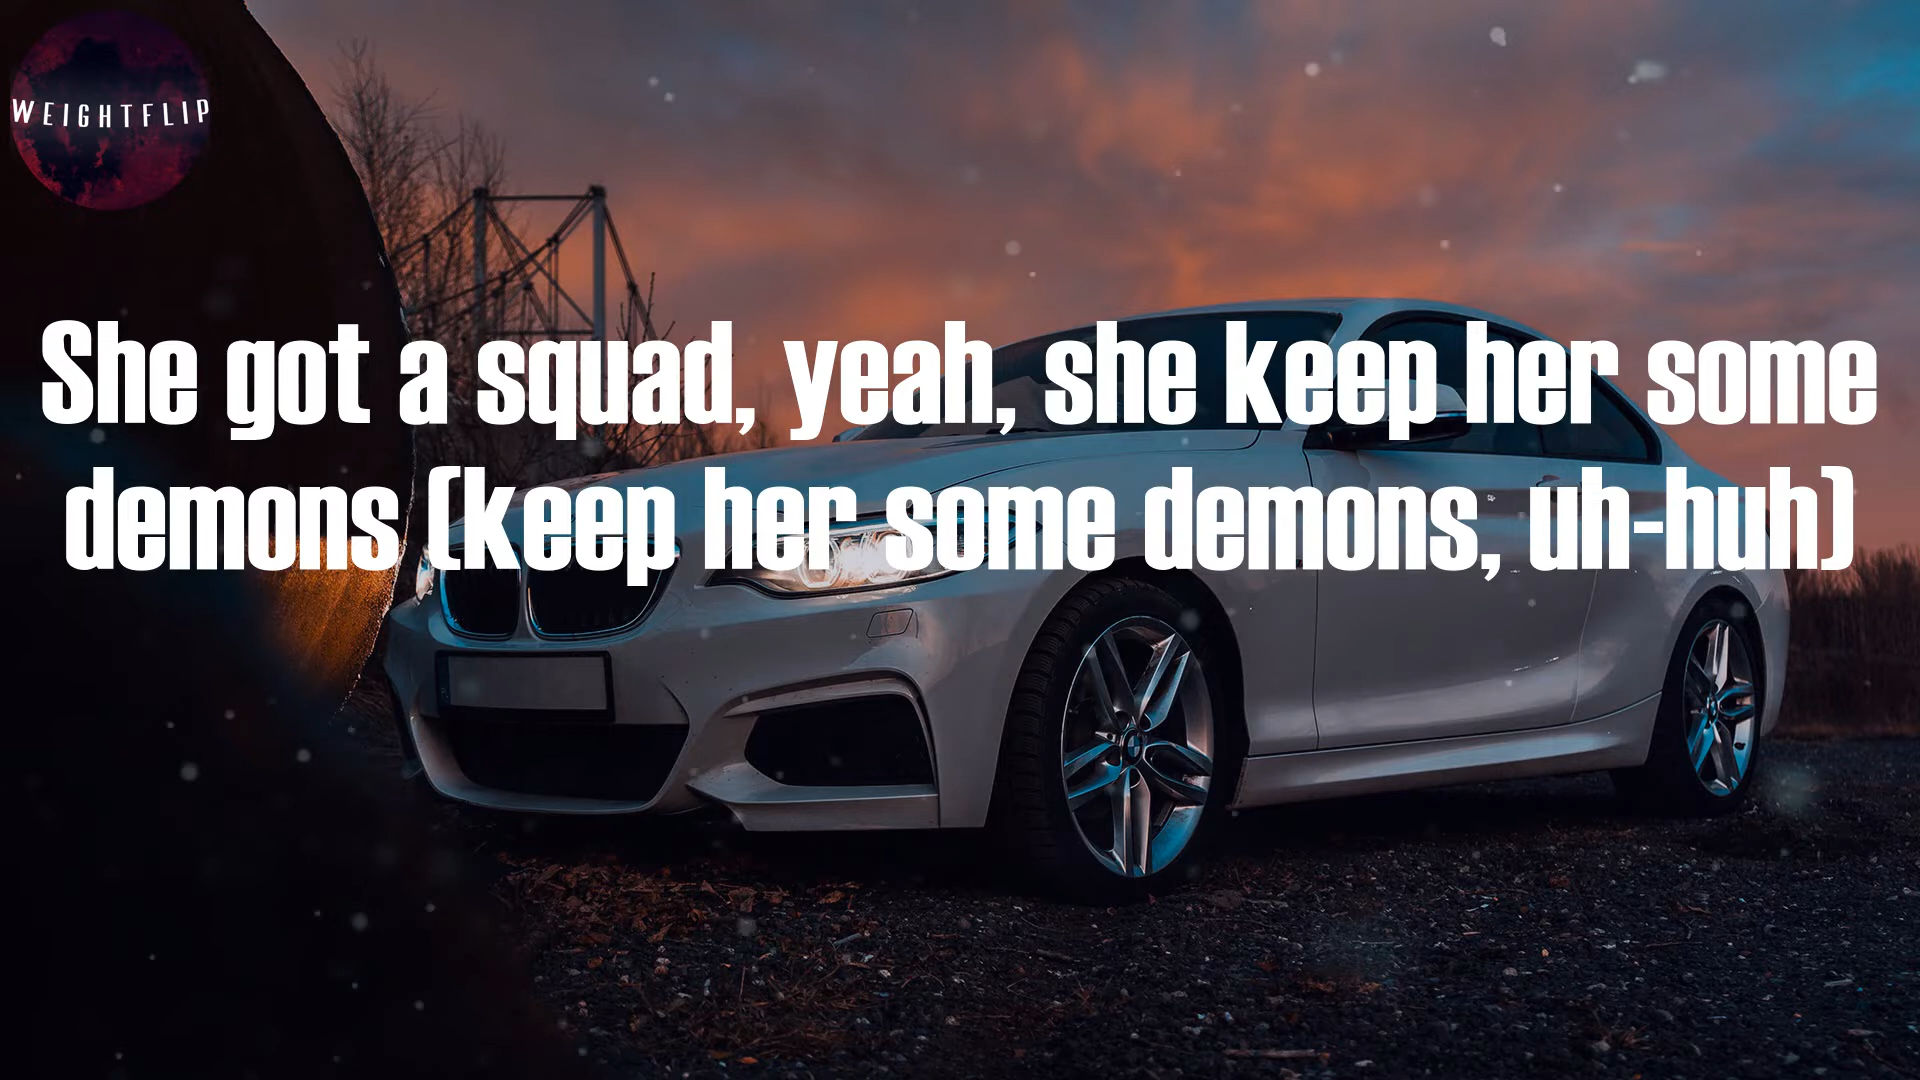 WEIGHTFLIP
She got a squad, yeah, she keep her some
demons (keep her some demons, uh-huh)